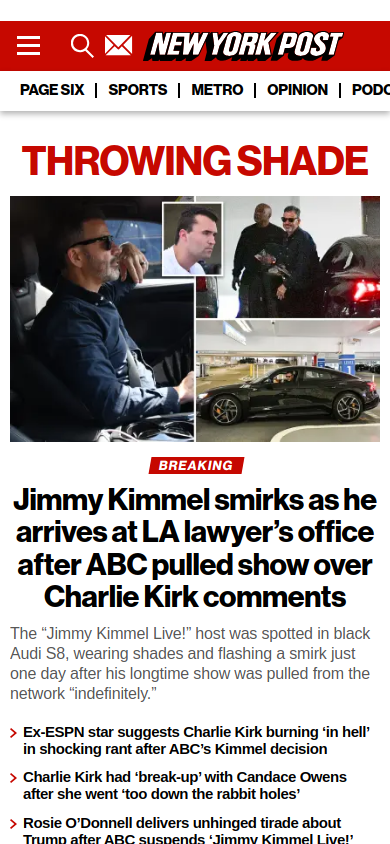 NEW YORK POST
PAGE SIX | SPORTS | METRO | OPINION | PODC
THROWING SHADE
BREAKING
Jimmy Kimmel smirks as he
arrives at LA lawyer’s office
after ABC pulled show over
Charlie Kirk comments
The “Jimmy Kimmel Live!” host was spotted in black
Audi S8, wearing shades and flashing a smirk just
one day after his longtime show was pulled from the
network “indefinitely.”
Ex-ESPN star suggests Charlie Kirk burning ‘in hell’
in shocking rant after ABC’s Kimmel decision
Charlie Kirk had ‘break-up’ with Candace Owens
after she went ‘too down the rabbit holes’
Rosie O’Donnell delivers unhinged tirade about
Trump after ABC suspends ‘Jimmy Kimmel Live!’